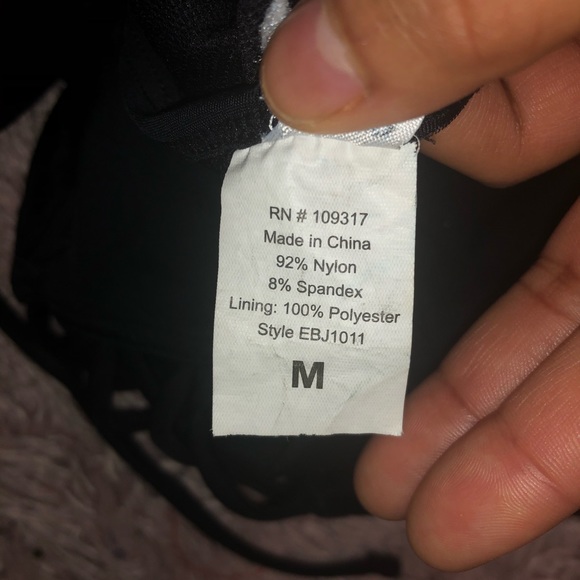 RN # 109317
Made in China
92% Nylon
8% Spandex
Lining: 100% Polyester
Style EBJ1011
M